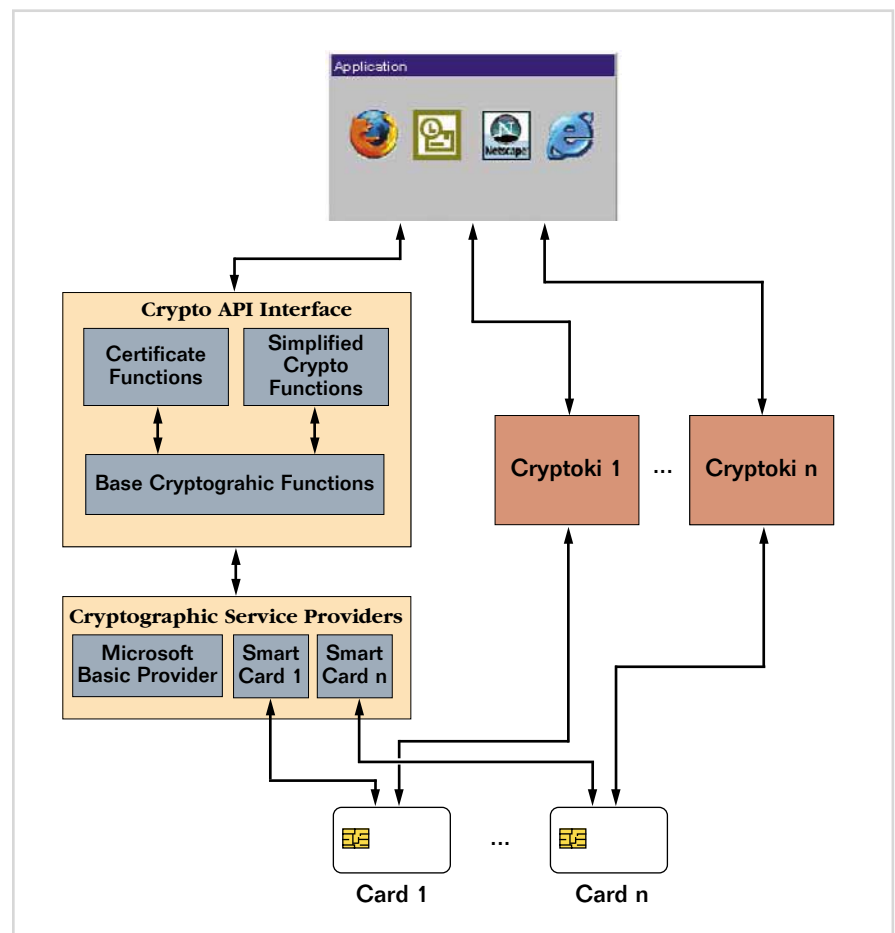 Application
Netscape
Crypto API Interface
Certificate
Functions
Simplified
Crypto
Functions
Base Cryptograhic Functions
Cryptoki 1
...
Cryptoki n
Cryptographic Service Providers
Microsoft
Basic Provider
Smart
Card 1
Smart
Card n
...
Card 1
Card n